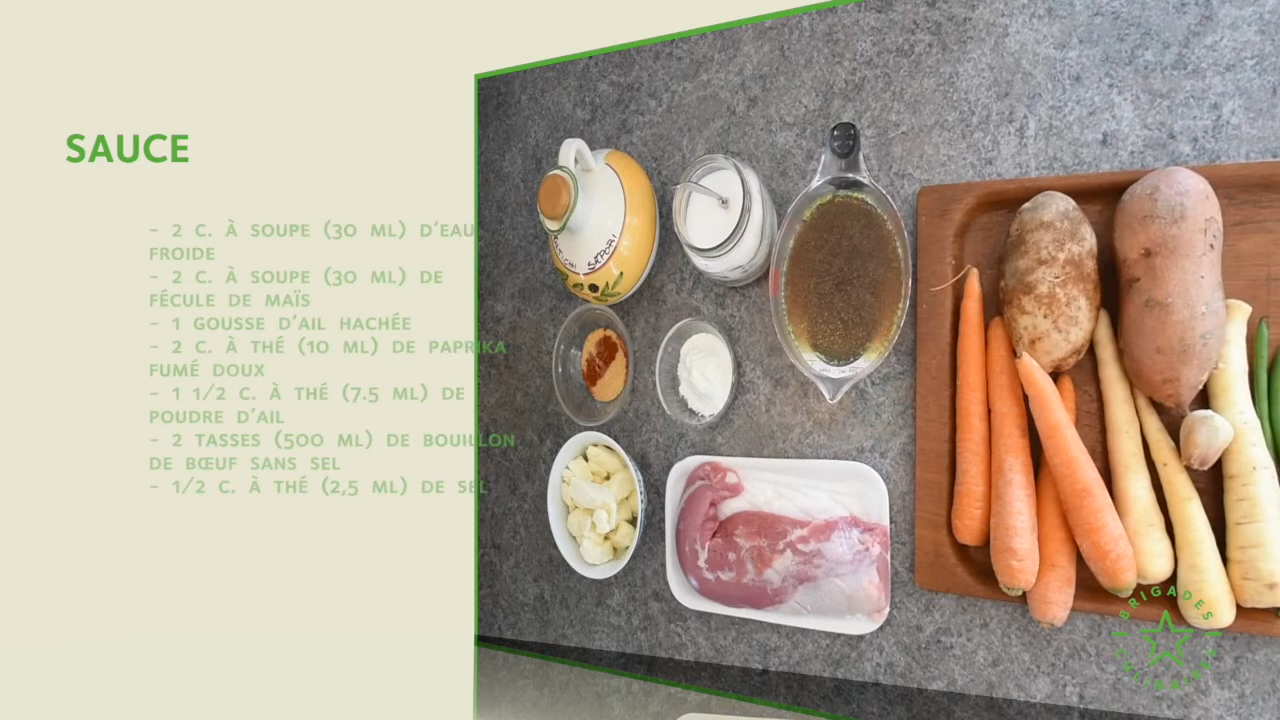 SAUCE
- 2 C. À SOUPE (30 ML) D'EAU
FROIDE
- 2 C. À SOUPE (30 ML) DE
FÉCULE DE MAÏS
- 1 GOUSSE D'AIL HACHÉE
- 2 C. À THÉ (10 ML) DE PAPRIKA
FUMÉ DOUX
- 1 1/2 C. À THÉ (7.5 ML) DE
POUDRE D'AIL
- 2 TASSES (500 ML) DE BOUILLON
DE BŒUF SANS SEL
- 1/2 C. À THÉ (2,5 ML) DE SEL
SAPORI
BRIGADES